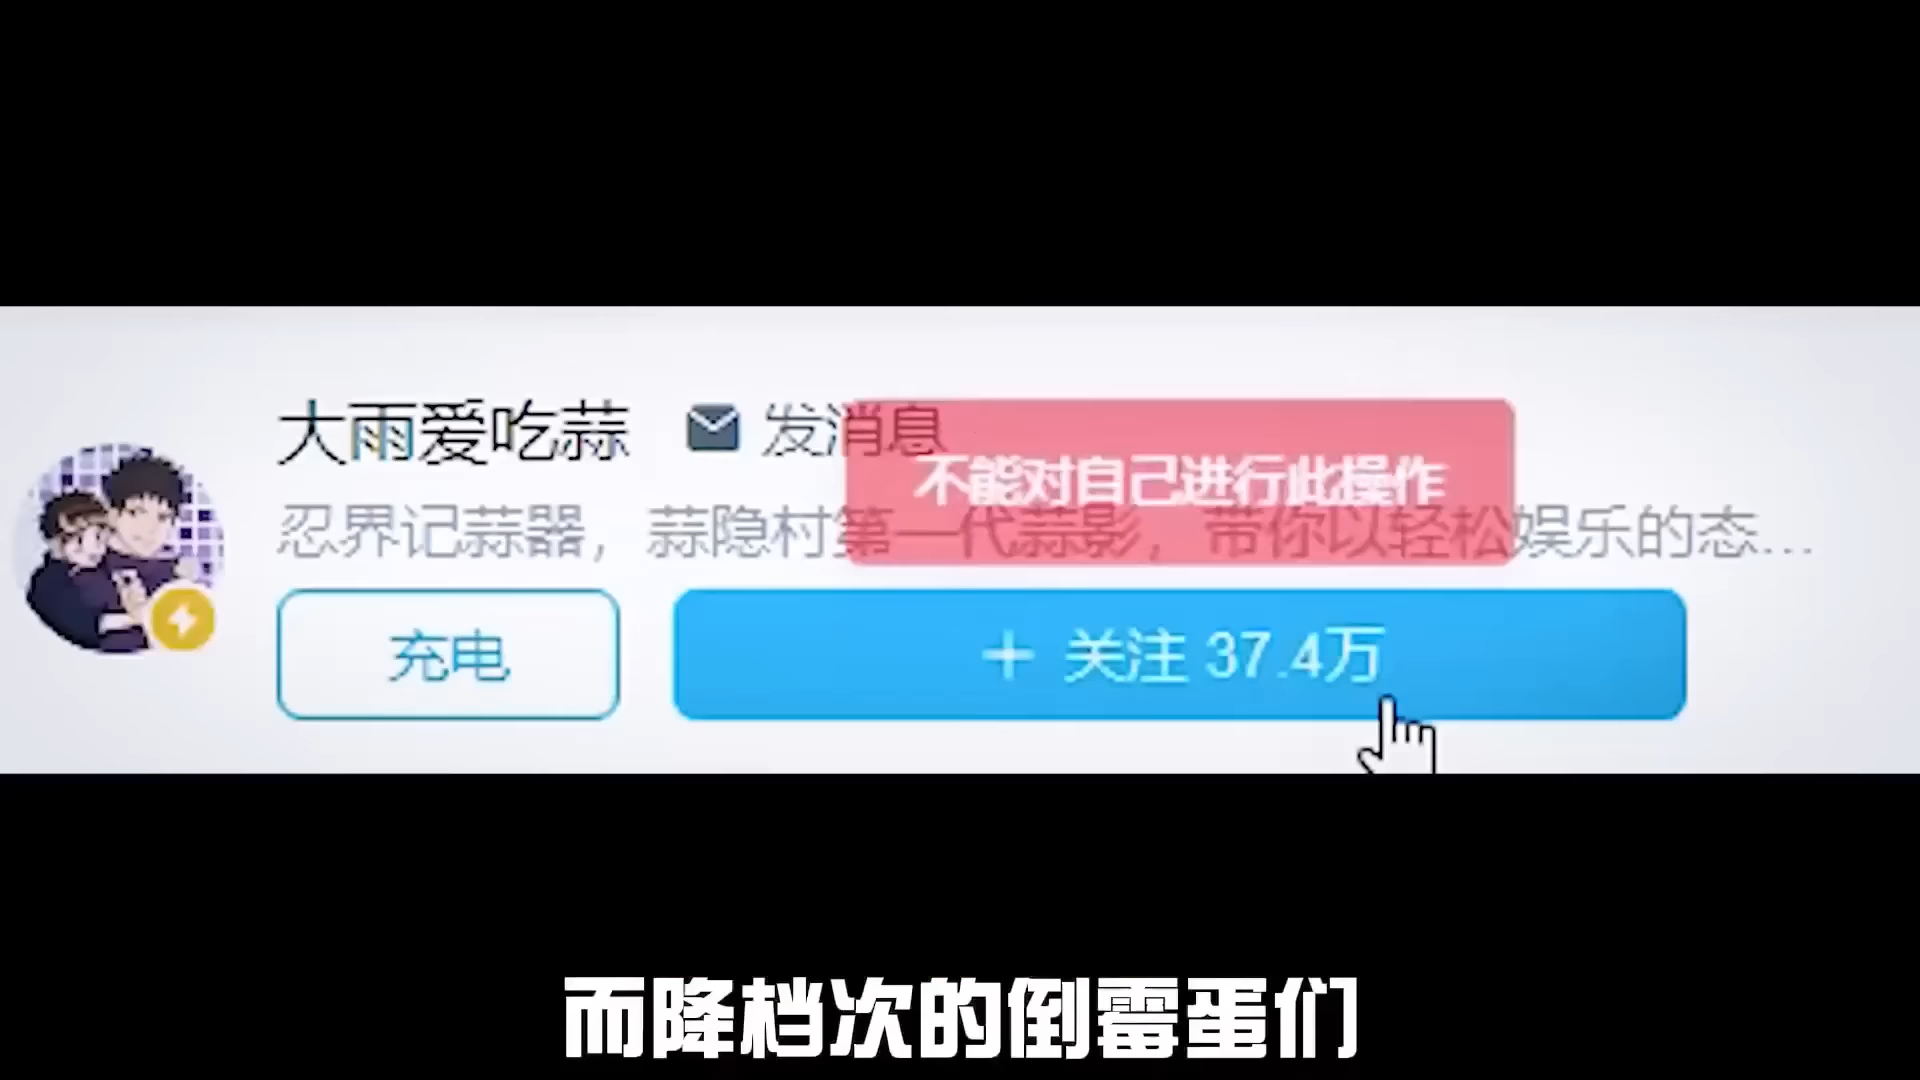 大雨爱吃蒜 发消息
不能对自己进行此操作
忍界记蒜器，蒜隐村第一代蒜影，带你以轻松娱乐的态...
充电 + 关注 37.4万
而降档次的倒霉蛋们